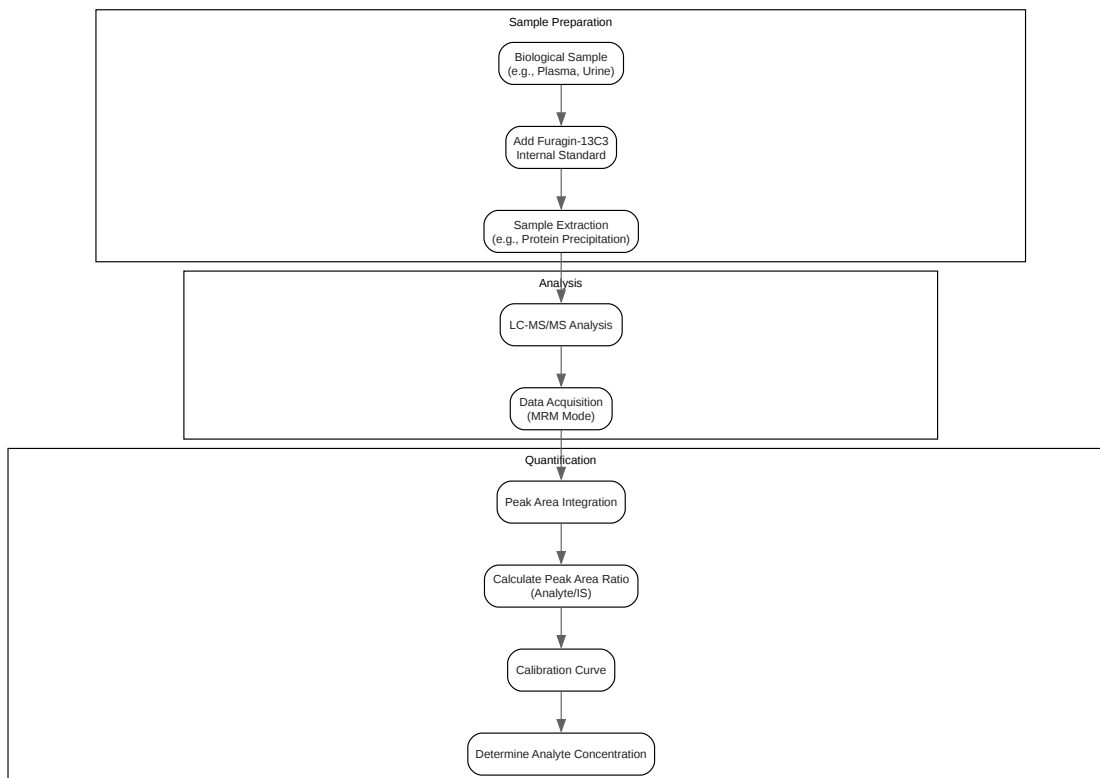 Sample Preparation
Biological Sample
(e.g., Plasma, Urine)
Add Furagin-13C3
Internal Standard
Sample Extraction
(e.g., Protein Precipitation)
Analysis
LC-MS/MS Analysis
Data Acquisition
(MRM Mode)
Quantification
Peak Area Integration
Calculate Peak Area Ratio
(Analyte/IS)
Calibration Curve
Determine Analyte Concentration